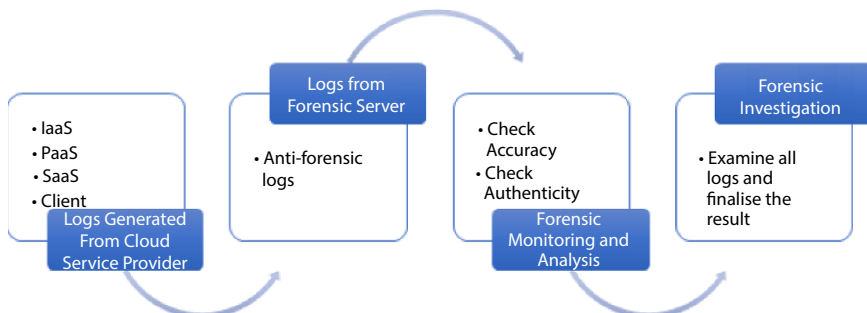 • IaaS
• PaaS
• SaaS
• Client
Logs Generated
From Cloud
Service Provider
Logs from
Forensic Server
• Anti-forensic
logs
• Check
Accuracy
• Check
Authenticity
Forensic
Monitoring and
Analysis
Forensic
Investigation
• Examine all
logs and
finalise the
result